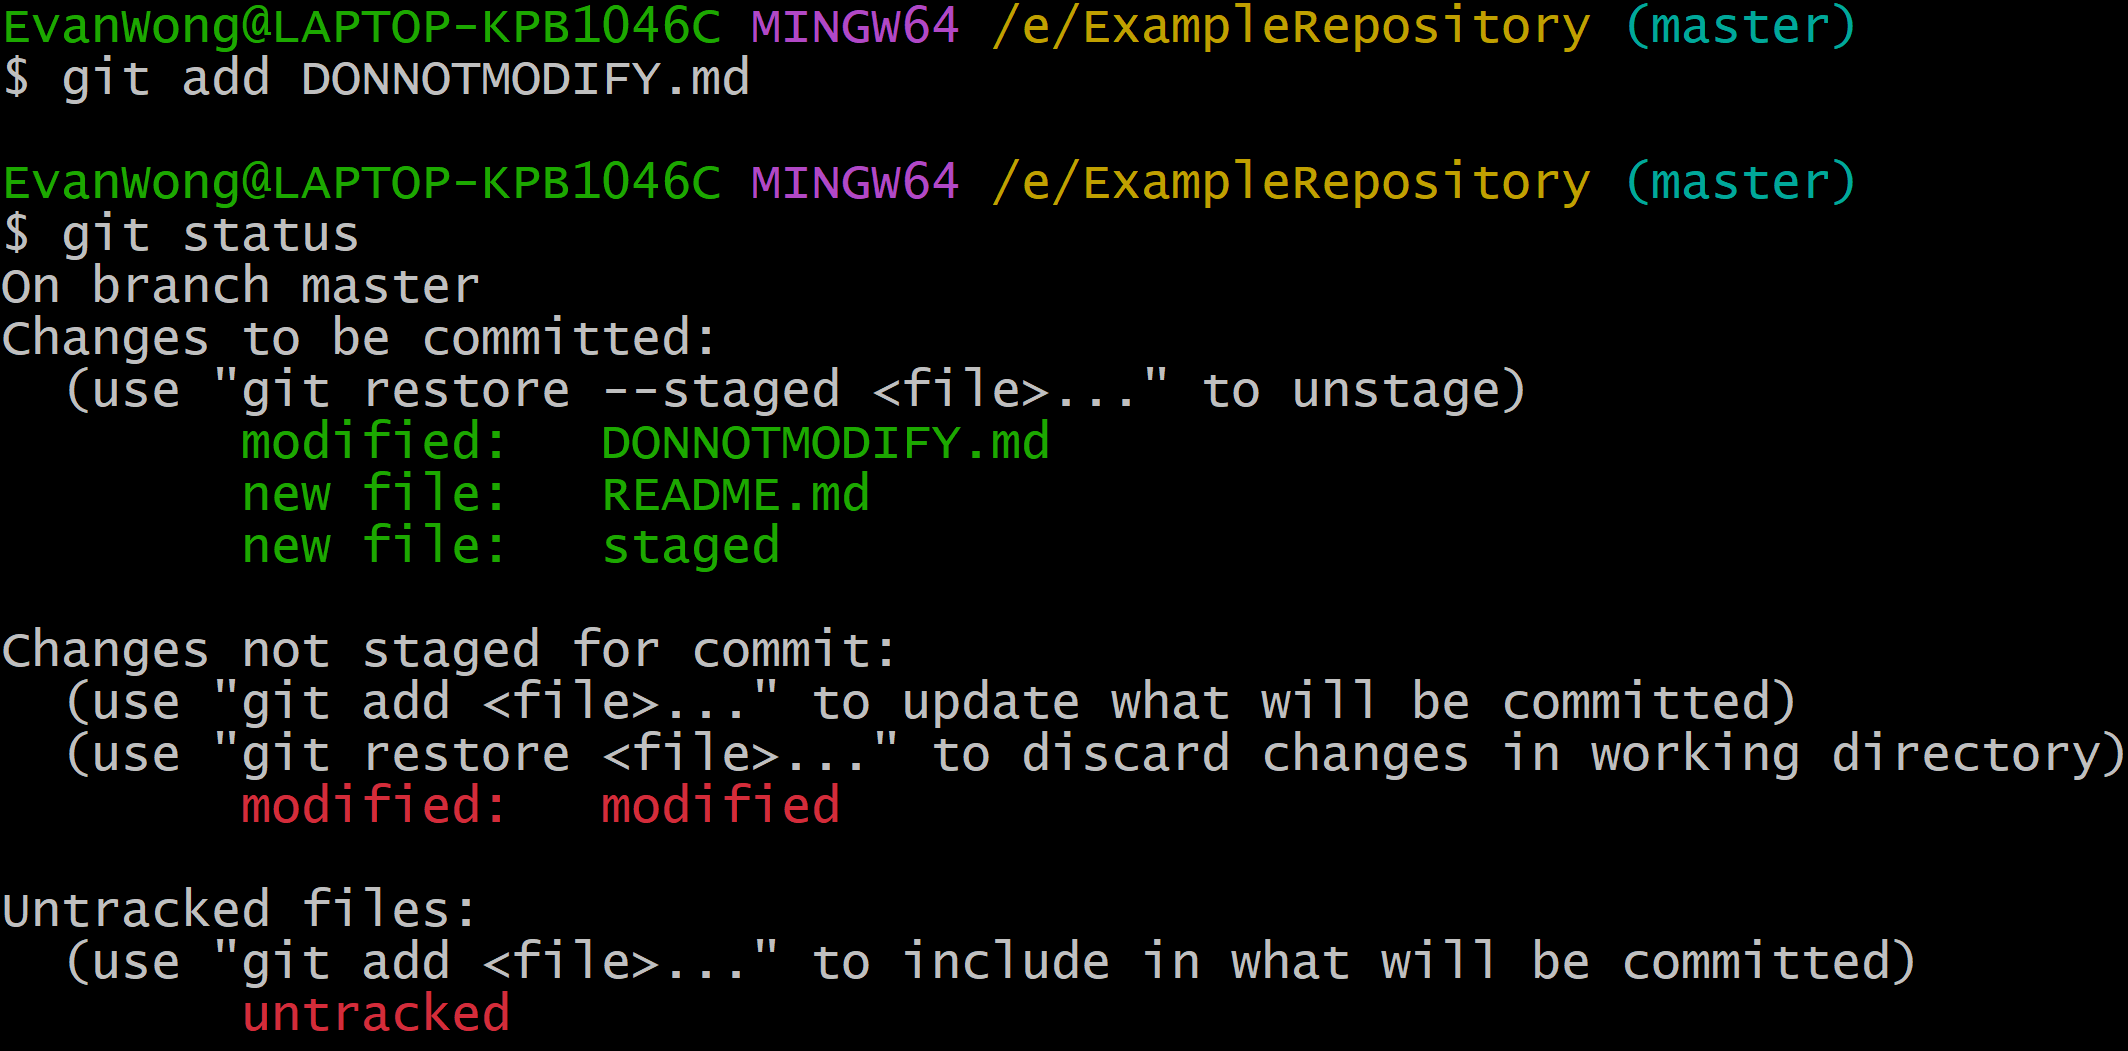 EvanWong@LAPTOP-KPB1046C MINGW64 /e/ExampleRepository (master)
$ git add DONNOTMODIFY.md
EvanWong@LAPTOP-KPB1046C MINGW64 /e/ExampleRepository (master)
$ git status
On branch master
Changes to be committed:
  (use "git restore --staged <file>..." to unstage)
        modified:   DONNOTMODIFY.md
        new file:   README.md
        new file:   staged
Changes not staged for commit:
  (use "git add <file>..." to update what will be committed)
  (use "git restore <file>..." to discard changes in working directory)
        modified:   modified
Untracked files:
  (use "git add <file>..." to include in what will be committed)
        untracked